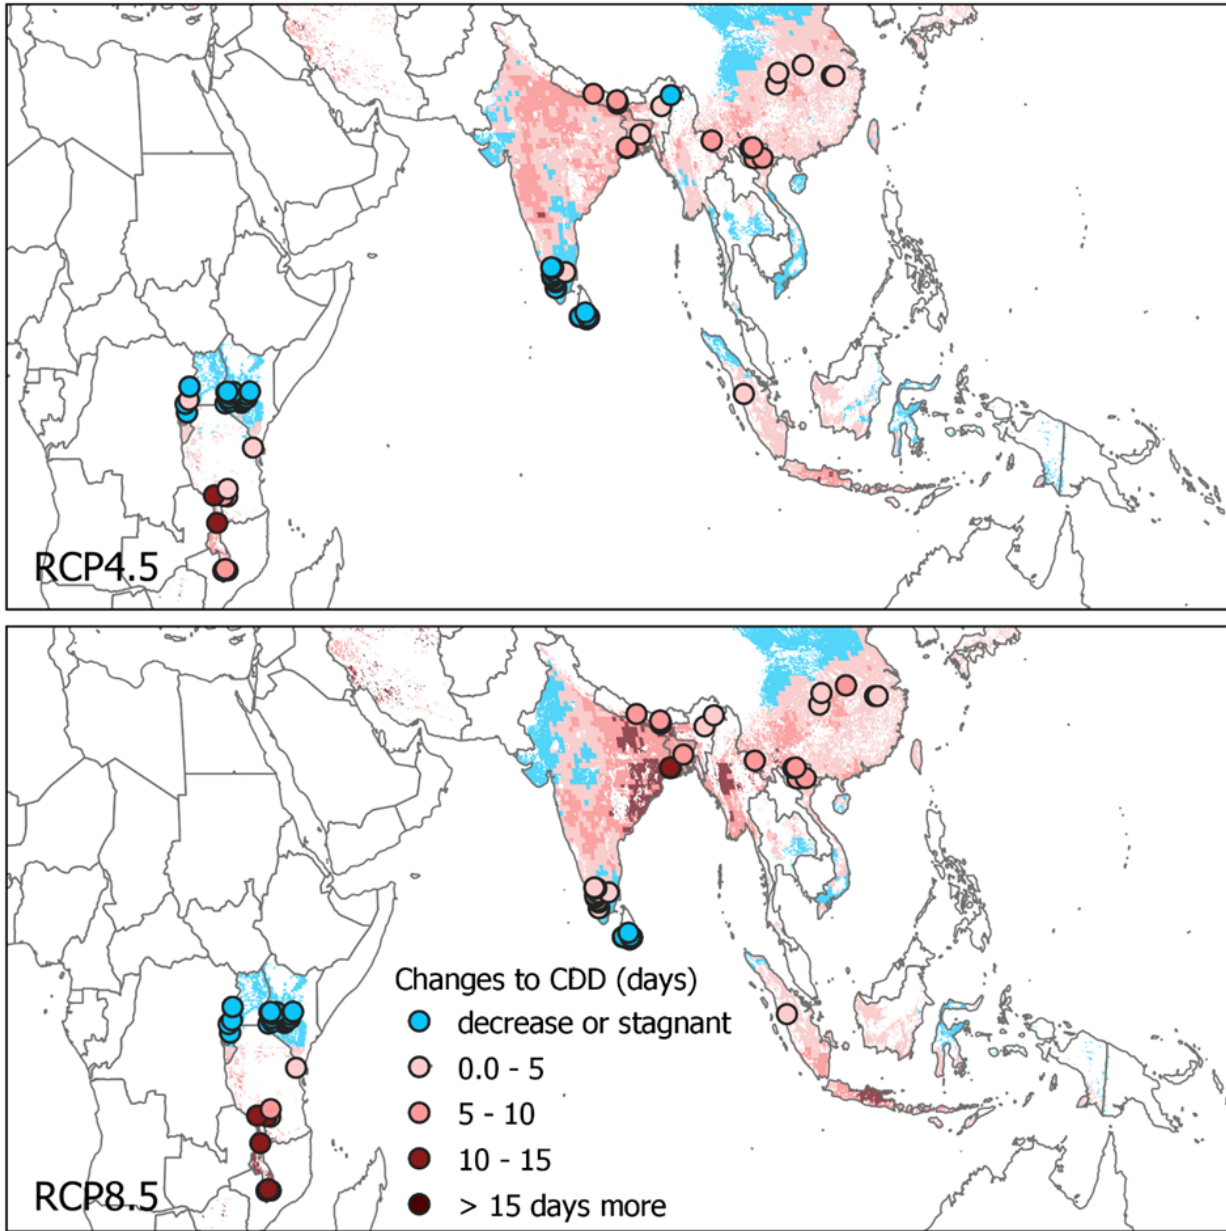 RCP4.5
Changes to CDD (days)
decrease or stagnant
0.0 - 5
5 - 10
10 - 15
> 15 days more
RCP8.5